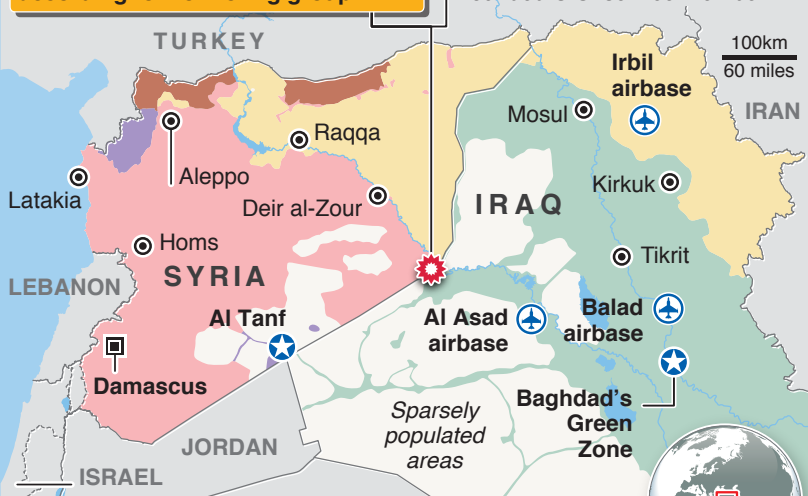 TURKEY
100km
60 miles
Irbil
airbase
IRAN
Mosul
Raqqa
Aleppo
Kirkuk
Latakia
Deir al-Zour
IRAQ
Homs
Tikrit
SYRIA
LEBANON
Al Tanf
Al Asad
airbase
Balad
airbase
Damascus
Baghdad's
Green
Zone
Sparsely
populated
areas
JORDAN
ISRAEL